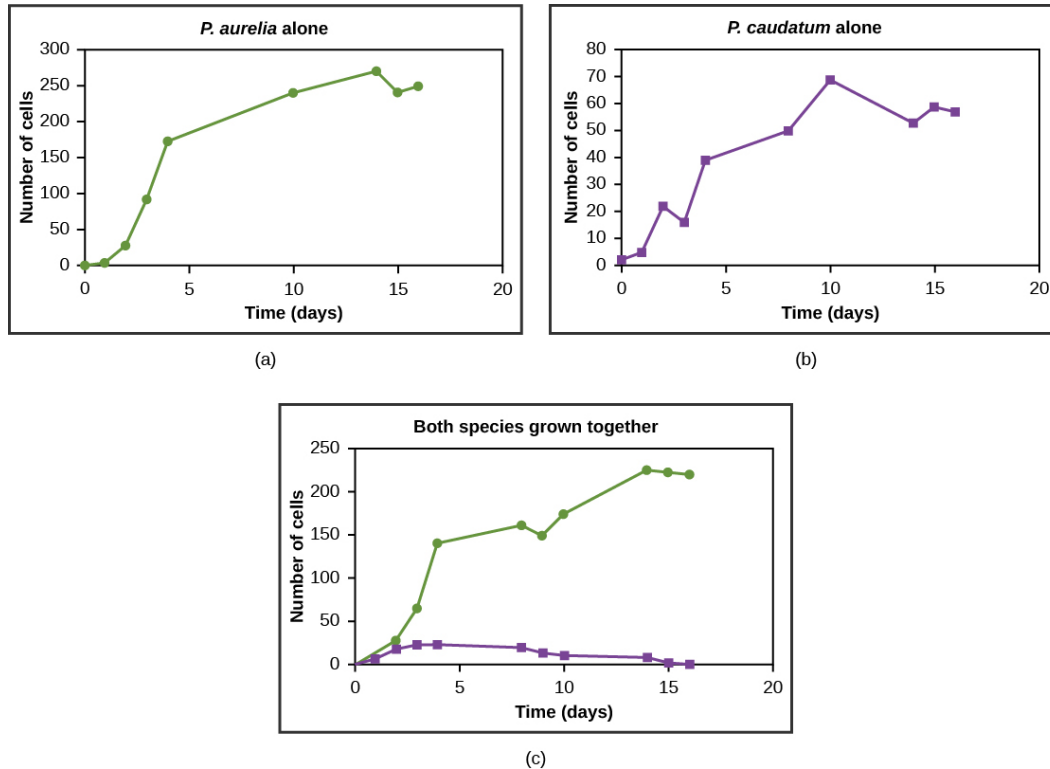 P. aurelia alone
300
250
200
150
100
50
0
Number of cells
0 5 10 15 20
Time (days)
(a)
P. caudatum alone
80
70
60
50
40
30
20
10
0
Number of cells
0 5 10 15 20
Time (days)
(b)
Both species grown together
250
200
150
100
50
0
Number of cells
0 5 10 15 20
Time (days)
(c)